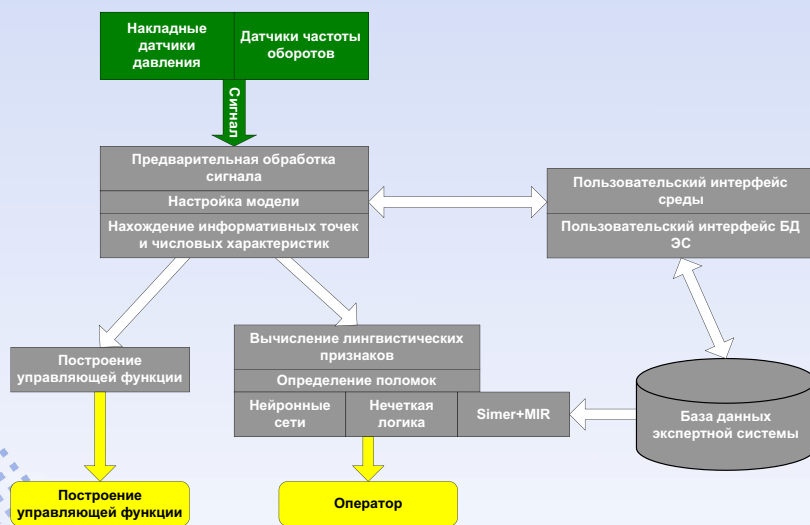 Накладные
датчики
давления
Датчики частоты
оборотов
Сигнал
Предварительная обработка
сигнала
Настройка модели
Нахождение информативных точек
и числовых характеристик
Пользовательский интерфейс
среды
Пользовательский интерфейс БД
ЭС
Построение
управляющей функции
Вычисление лингвистических
признаков
Определение поломок
Нейронные
сети
Нечеткая
логика
Simer+MIR
База данных
экспертной системы
Построение
управляющей функции
Оператор